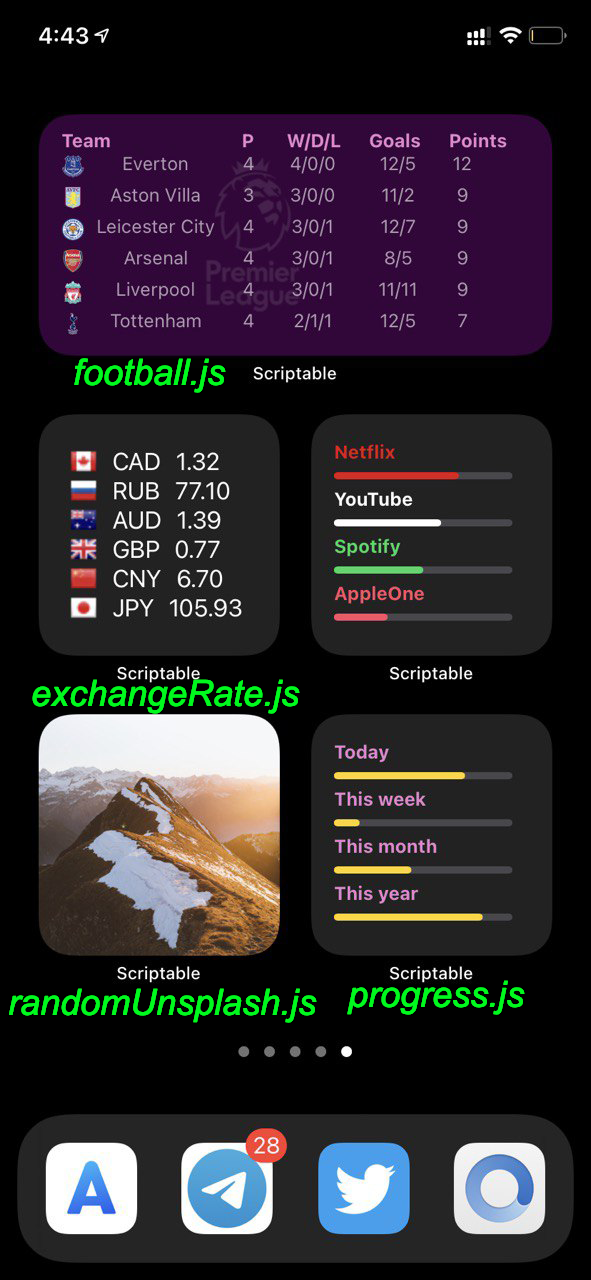 4:43
Team P W/D/L Goals Points
Everton 4 4/0/0 12/5 12
Aston Villa 3 3/0/0 11/2 9
Leicester City 4 3/0/1 12/7 9
Arsenal 4 3/0/1 8/5 9
Premier
Liverpool 4 3/0/1 11/11 9
League
Tottenham 4 2/1/1 12/5 7
football.js Scriptable
CAD 1.32
RUB 77.10
AUD 1.39
GBP 0.77
CNY 6.70
JPY 105.93
Netflix
YouTube
Spotify
AppleOne
Scriptable Scriptable
exchangeRate.js
Today
This week
This month
This year
Scriptable Scriptable
randomUnsplash.js progress.js
28